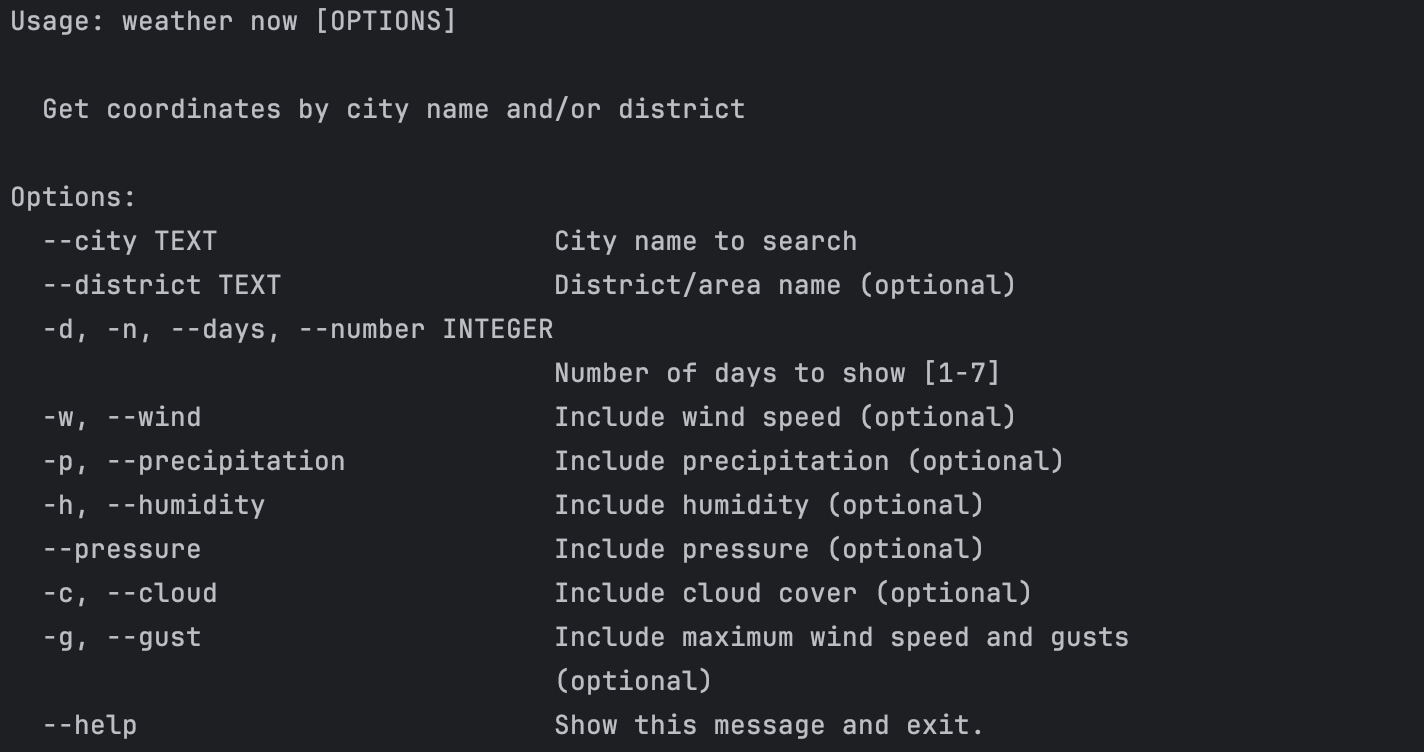 Usage: weather now [OPTIONS]
Get coordinates by city name and/or district
Options:
--city TEXT City name to search
--district TEXT District/area name (optional)
-d, -n, --days, --number INTEGER
Number of days to show [1-7]
-w, --wind Include wind speed (optional)
-p, --precipitation Include precipitation (optional)
-h, --humidity Include humidity (optional)
--pressure Include pressure (optional)
-c, --cloud Include cloud cover (optional)
-g, --gust Include maximum wind speed and gusts
(optional)
--help Show this message and exit.